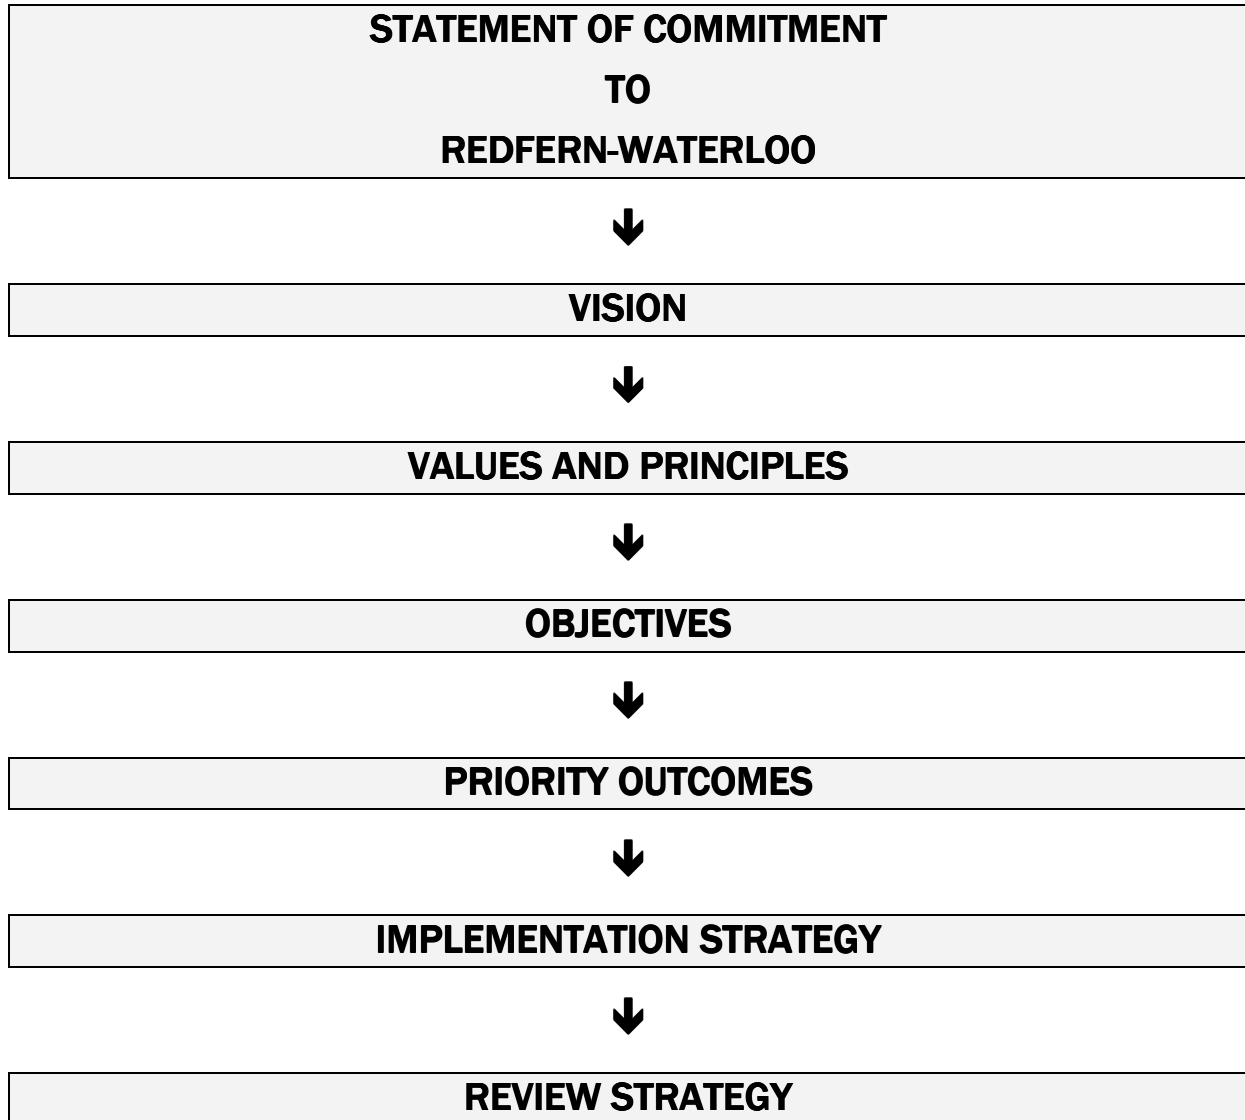 STATEMENT OF COMMITMENT
TO
REDFERN-WATERLOO
VISION
VALUES AND PRINCIPLES
OBJECTIVES
PRIORITY OUTCOMES
IMPLEMENTATION STRATEGY
REVIEW STRATEGY